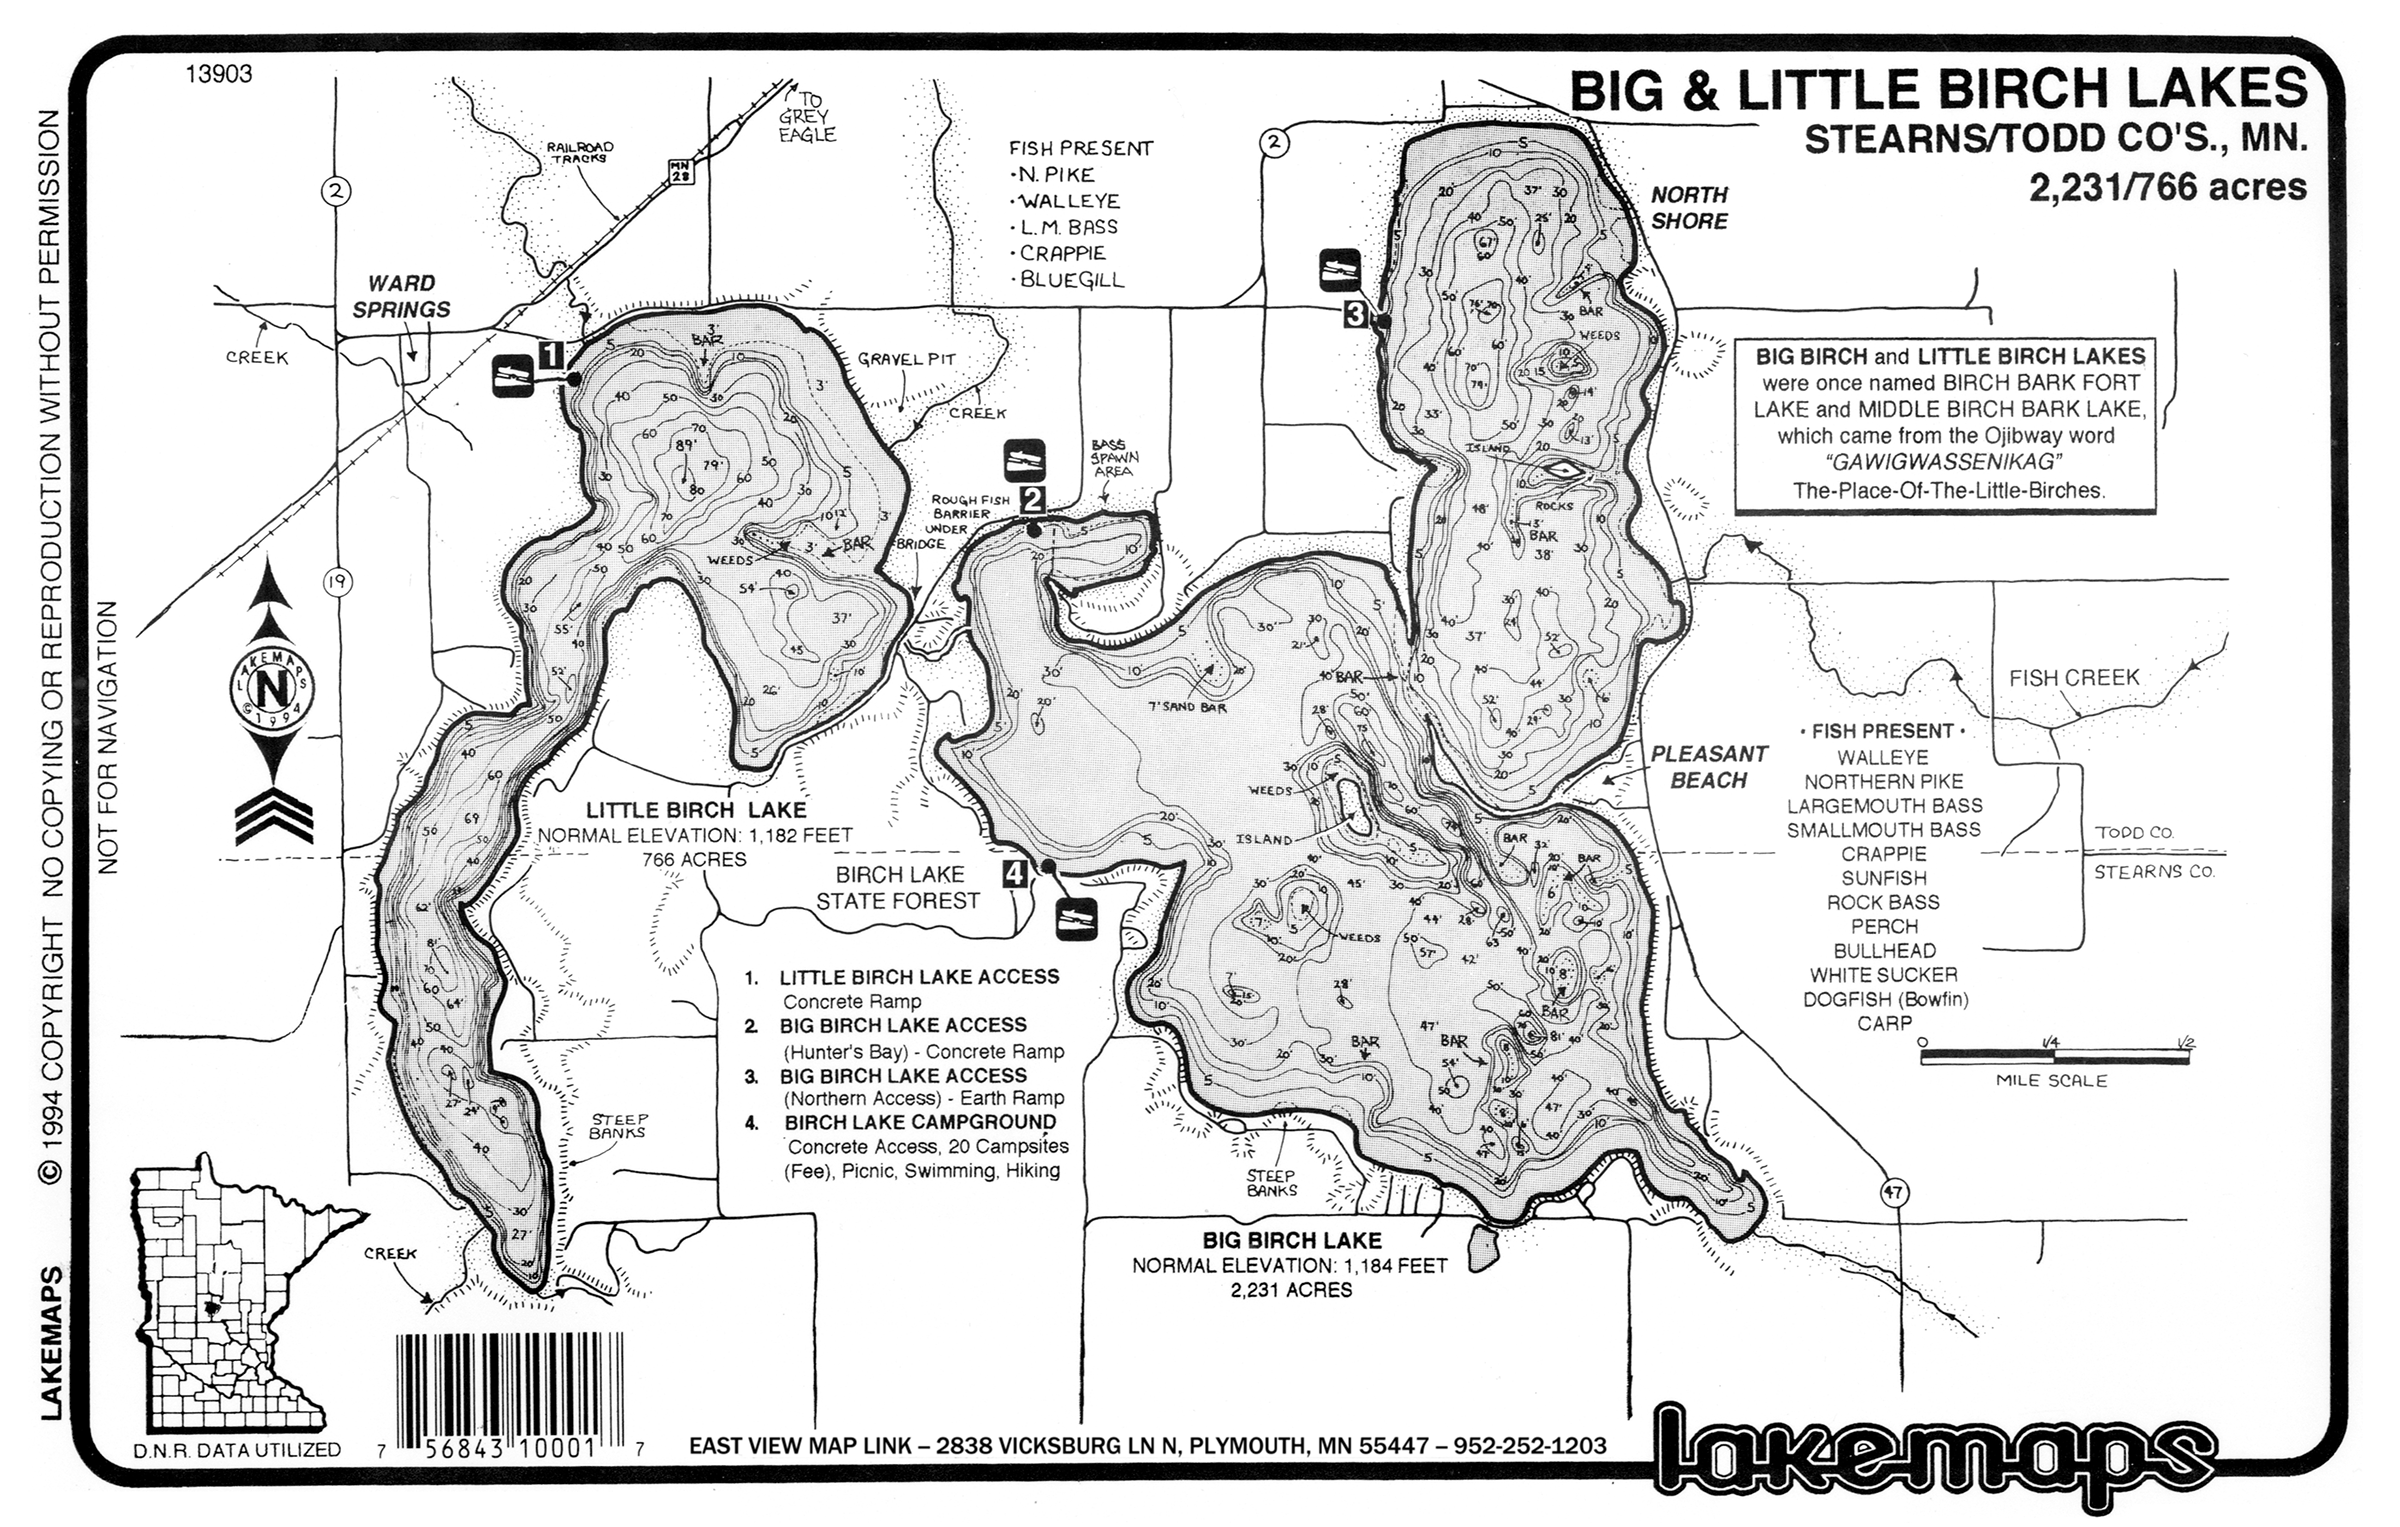 13903
BIG & LITTLE BIRCH LAKES
STEARNS/TODD CO'S., MN.
2,231/766 acres
NOT FOR NAVIGATION
NO COPYING OR REPRODUCTION WITHOUT PERMISSION
© 1994 COPYRIGHT
LAKEMAPS
TO
GREY
EAGLE
RAILROAD
TRACKS
MN
28
2
2
19
47
WARD
SPRINGS
CREEK
FISH PRESENT
·N. PIKE
·WALLEYE
·L.M. BASS
·CRAPPIE
·BLUEGILL
NORTH
SHORE
1
2
3
4
GRAVEL PIT
CREEK
BASS
SPAWN
AREA
ROUGH FISH
BARRIER
UNDER
BRIDGE
BAR
WEEDS
BAR
BAR
WEEDS
ISLAND
ROCKS
BAR
BIG BIRCH and LITTLE BIRCH LAKES
were once named BIRCH BARK FORT
LAKE and MIDDLE BIRCH BARK LAKE,
which came from the Ojibway word
“GAWIGWASSENIKAG”
The-Place-Of-The-Little-Birches.
LAKEMAPS
N
© 1994
7' SAND BAR
BAR
WEEDS
ISLAND
WEEDS
BAR
BAR
BAR
BAR
BAR
PLEASANT
BEACH
FISH CREEK
· FISH PRESENT ·
WALLEYE
NORTHERN PIKE
LARGEMOUTH BASS
SMALLMOUTH BASS
CRAPPIE
SUNFISH
ROCK BASS
PERCH
BULLHEAD
WHITE SUCKER
DOGFISH (Bowfin)
CARP
TODD CO.
STEARNS CO.
0 1/4 1/2
MILE SCALE
LITTLE BIRCH LAKE
NORMAL ELEVATION: 1,182 FEET
766 ACRES
BIRCH LAKE
STATE FOREST
1. LITTLE BIRCH LAKE ACCESS
Concrete Ramp
2. BIG BIRCH LAKE ACCESS
(Hunter's Bay) - Concrete Ramp
3. BIG BIRCH LAKE ACCESS
(Northern Access) - Earth Ramp
4. BIRCH LAKE CAMPGROUND
Concrete Access, 20 Campsites
(Fee), Picnic, Swimming, Hiking
STEEP
BANKS
STEEP
BANKS
CREEK
BIG BIRCH LAKE
NORMAL ELEVATION: 1,184 FEET
2,231 ACRES
D.N.R. DATA UTILIZED
7 56843 10001 7
EAST VIEW MAP LINK – 2838 VICKSBURG LN N, PLYMOUTH, MN 55447 – 952-252-1203
lakemaps